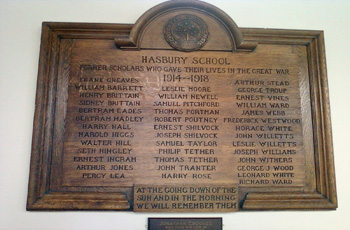 HASBURY SCHOOL
FORMER SCHOLARS WHO GAVE THEIR LIVES IN THE GREAT WAR
1914-1918
FRANK GREAVES
WILLIAM BARRETT
HENRY BRITTAIN
SIDNEY BRITTAIN
BERTRAM EADES
BERTRAM HADLEY
HARRY HALL
HAROLD HIGGS
WALTER HILL
SETH HINGLEY
ERNEST INGRAM
ARTHUR JONES
PERCY LEA
LESLIE MOORE
WILLIAM NEWELL
SAMUEL PITCHFORD
THOMAS PORTMAN
ROBERT POUTNEY
ERNEST SHILVOCK
JOSEPH SHILVOCK
SAMUEL TAYLOR
PHILIP TETHER
THOMAS TETHER
JOHN TRANTER
HARRY ROSE
ARTHUR STEAD
GEORGE TROUP
ERNEST VINES
WILLIAM WARD
JAMES WEBB
FREDERICK WESTWOOD
HORACE WHITE
JOHN WILLETTS
LESLIE WILLETTS
JOSEPH WILLIAMS
JOHN WITHERS
GEORGE J WOOD
LEONARD WHITE
RICHARD WARD
AT THE GOING DOWN OF THE
SUN AND IN THE MORNING
WE WILL REMEMBER THEM